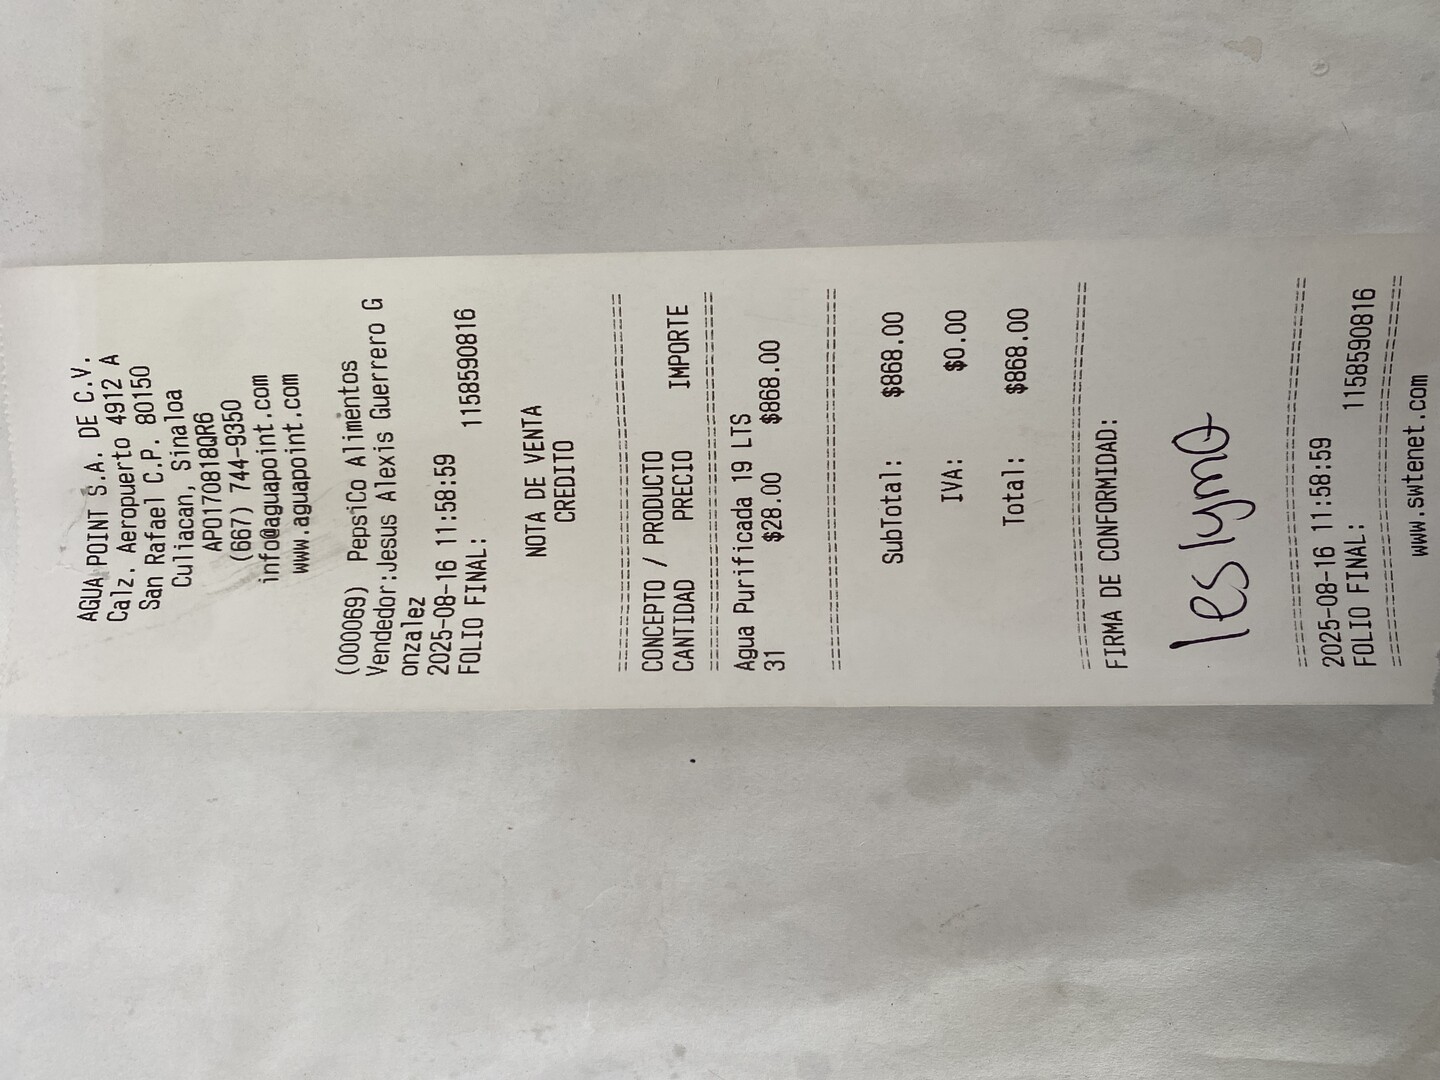 AGUA POINT S.A. DE C.V.
Calz. Aeropuerto 4912 A
San Rafael C.P. 80150
Culiacan, Sinaloa
APO170818QR6
(667) 744-9350
info@aguapoint.com
www.aguapoint.com
(000069) PepsiCo Alimentos
Vendedor:Jesus Alexis Guerrero G
onzalez
2025-08-16 11:58:59
FOLIO FINAL: 1158590816
NOTA DE VENTA
CREDITO
================================
CONCEPTO / PRODUCTO
CANTIDAD PRECIO IMPORTE
================================
Agua Purificada 19 LTS
31 $28.00 $868.00
================================
SubTotal: $868.00
IVA: $0.00
Total: $868.00
================================
FIRMA DE CONFORMIDAD:
leslyma
================================
2025-08-16 11:58:59
FOLIO FINAL: 1158590816
================================
www.swtenet.com